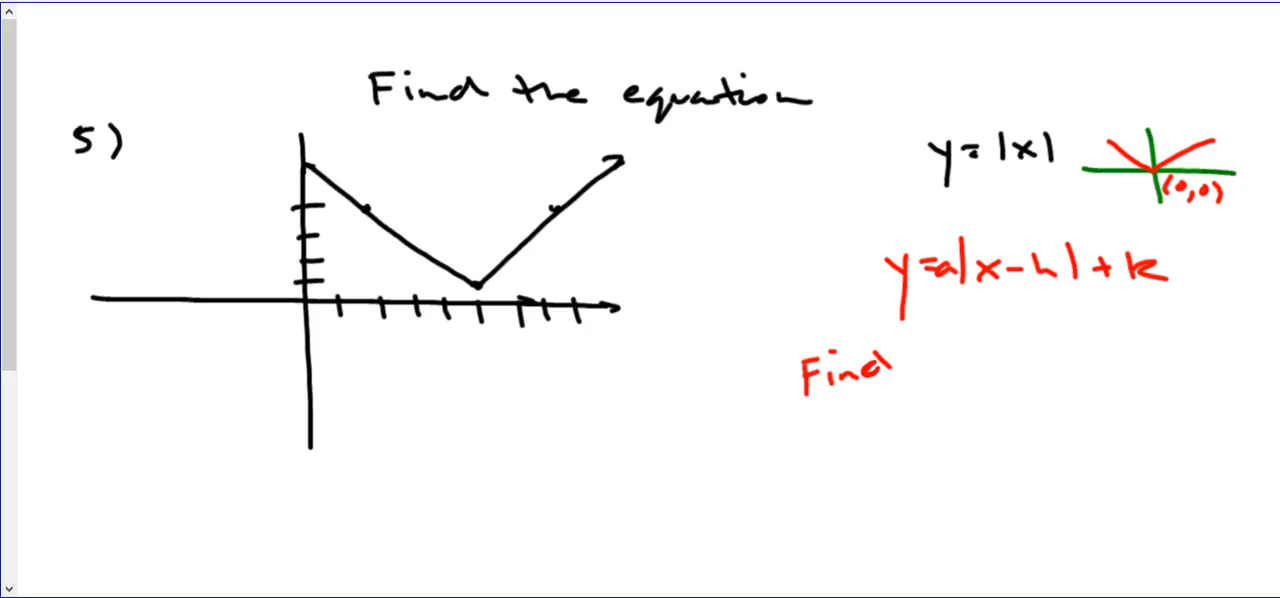 Find the equation
5)
y = |x|
(0,0)
y = a|x - h| + k
Find